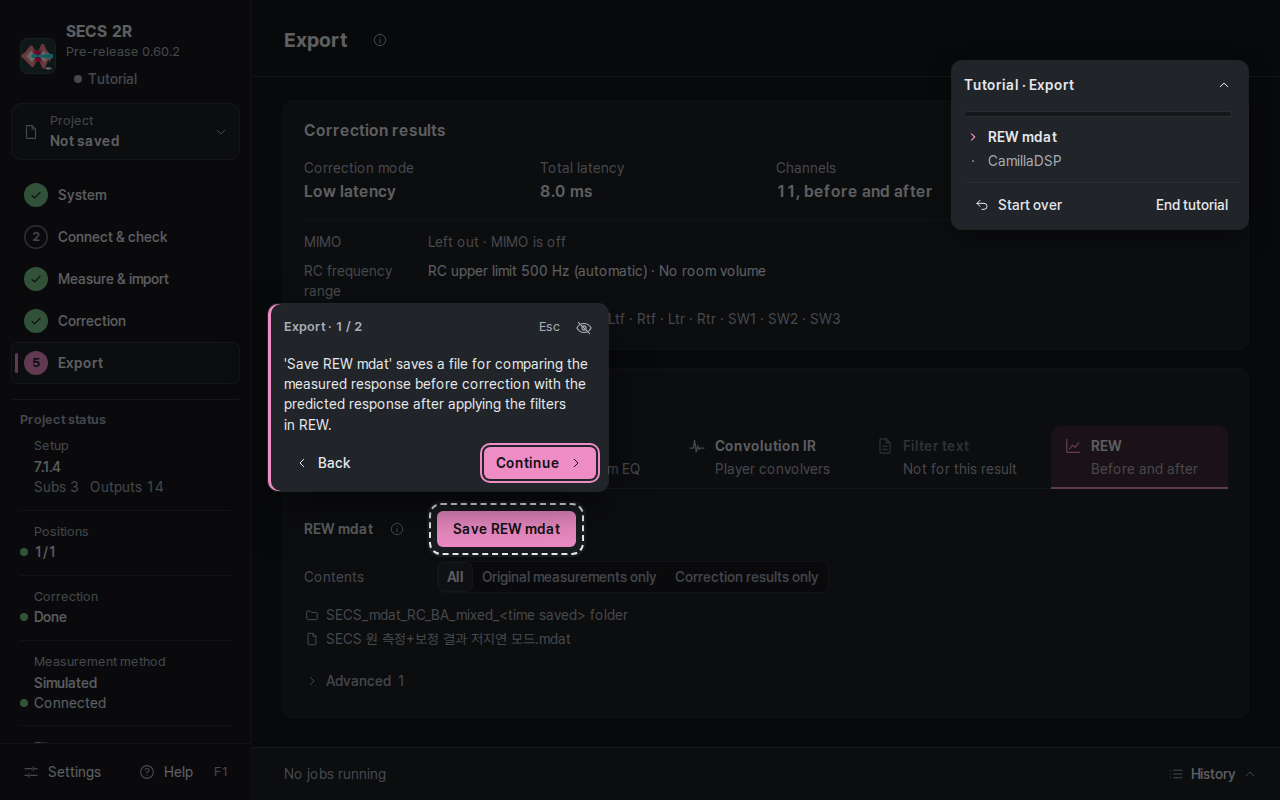 SECS 2R
Pre-release 0.60.2
Tutorial
Project
Not saved
System
2 Connect & check
Measure & import
Correction
5 Export
Project status
Setup
7.1.4
Subs 3 Outputs 14
Positions
1/1
Correction
Done
Measurement method
Simulated
Connected
Settings
Help F1
Export
Correction results
Correction mode
Low latency
Total latency
8.0 ms
Channels
11, before and after
MIMO
Left out · MIMO is off
RC frequency range
RC upper limit 500 Hz (automatic) · No room volume
Ltf · Rtf · Ltr · Rtr · SW1 · SW2 · SW3
Tutorial · Export
REW mdat
CamillaDSP
Start over
End tutorial
Export · 1 / 2
Esc
'Save REW mdat' saves a file for comparing the
measured response before correction with the
predicted response after applying the filters
in REW.
Back
Continue
m EQ
Convolution IR
Player convolvers
Filter text
Not for this result
REW
Before and after
REW mdat
Save REW mdat
Contents
All
Original measurements only
Correction results only
SECS_mdat_RC_BA_mixed_<time saved> folder
SECS 원 측정+보정 결과 저지연 모드.mdat
Advanced 1
No jobs running
History